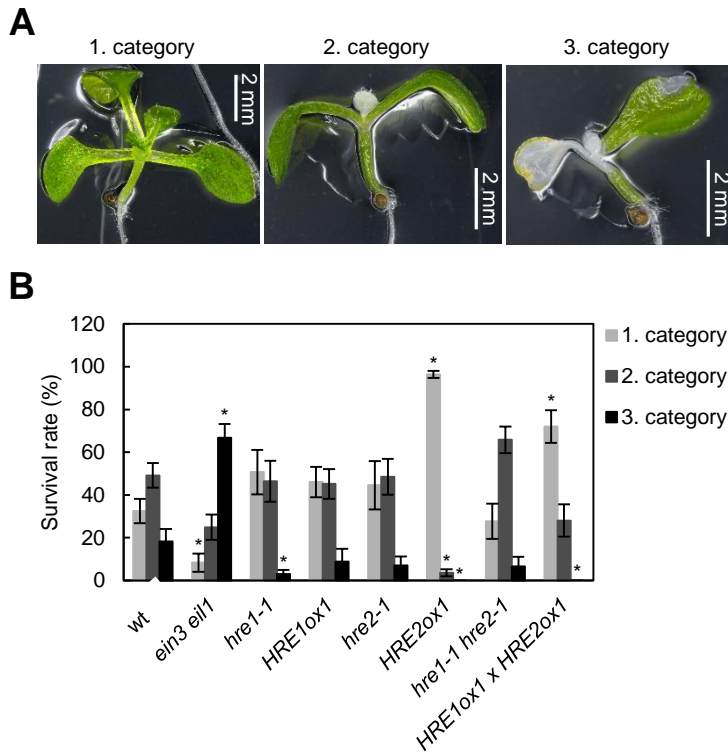 A
1. category
2. category
3. category
2 mm
2 mm
2 mm
B
120
100
80
60
40
20
0
Survival rate (%)
1. category
2. category
3. category
* * * * * * * *
wt
ein3 eil1
hre1-1
HRE1ox1
hre2-1
HRE2ox1
hre1-1 hre2-1
HRE1ox1 x HRE2ox1